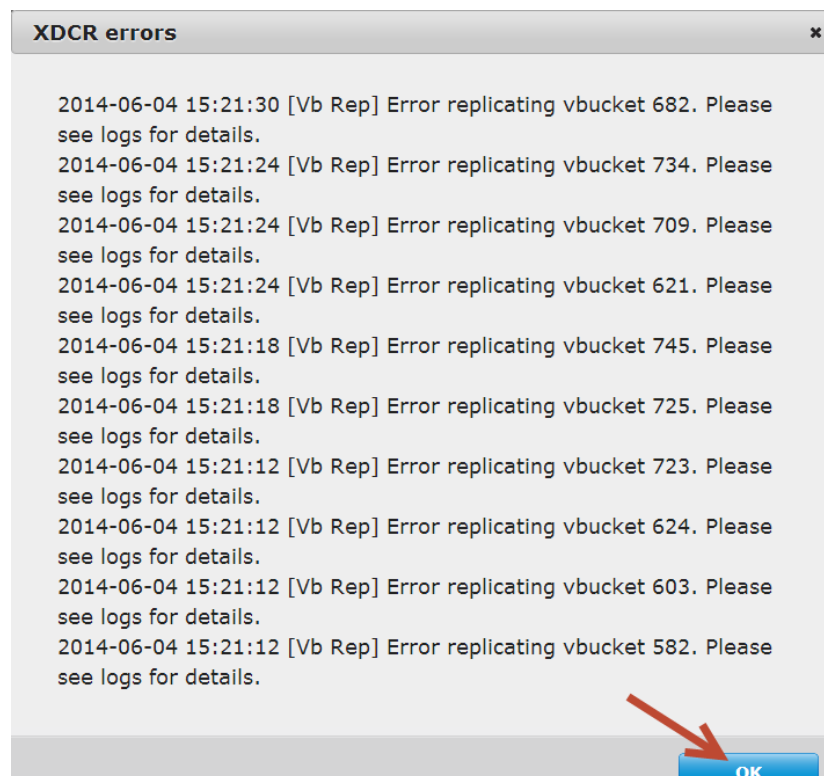 XDCR errors
2014-06-04 15:21:30 [Vb Rep] Error replicating vbucket 682. Please
see logs for details.
2014-06-04 15:21:24 [Vb Rep] Error replicating vbucket 734. Please
see logs for details.
2014-06-04 15:21:24 [Vb Rep] Error replicating vbucket 709. Please
see logs for details.
2014-06-04 15:21:24 [Vb Rep] Error replicating vbucket 621. Please
see logs for details.
2014-06-04 15:21:18 [Vb Rep] Error replicating vbucket 745. Please
see logs for details.
2014-06-04 15:21:18 [Vb Rep] Error replicating vbucket 725. Please
see logs for details.
2014-06-04 15:21:12 [Vb Rep] Error replicating vbucket 723. Please
see logs for details.
2014-06-04 15:21:12 [Vb Rep] Error replicating vbucket 624. Please
see logs for details.
2014-06-04 15:21:12 [Vb Rep] Error replicating vbucket 603. Please
see logs for details.
2014-06-04 15:21:12 [Vb Rep] Error replicating vbucket 582. Please
see logs for details.
OK